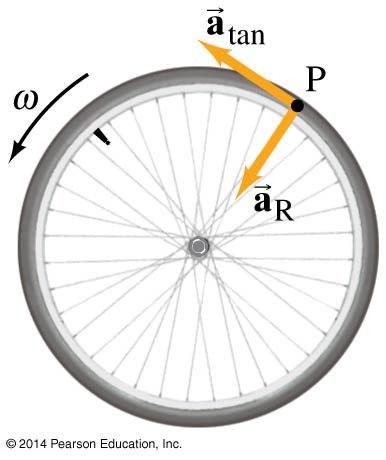 a⃗ tan
P
ω
a⃗ R
© 2014 Pearson Education, Inc.